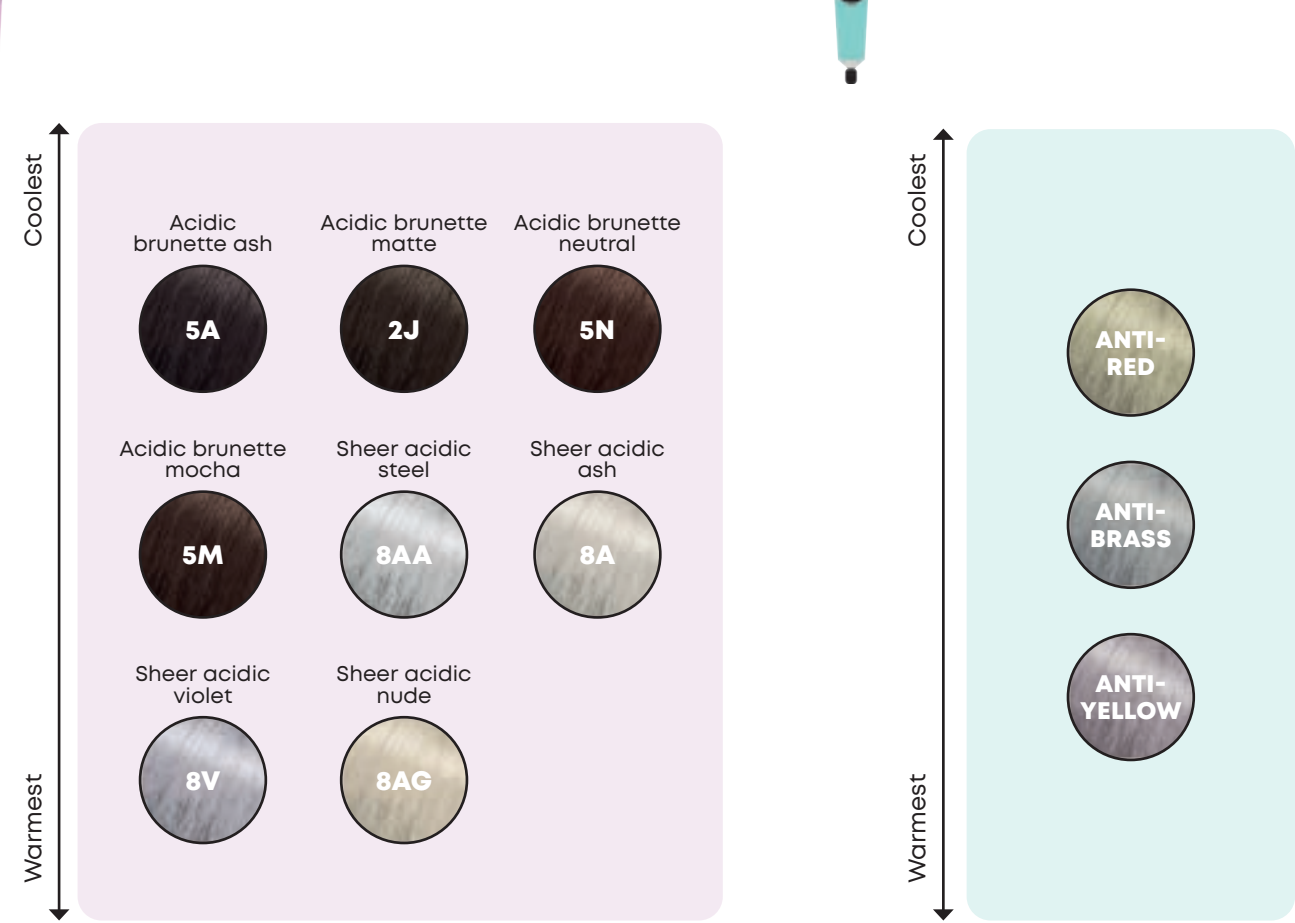 Coolest
Acidic
brunette ash
Acidic brunette
matte
Acidic brunette
neutral
5A
2J
5N
Acidic brunette
mocha
Sheer acidic
steel
Sheer acidic
ash
5M
8AA
8A
Sheer acidic
violet
Sheer acidic
nude
8V
8AG
Warmest
Coolest
ANTI-
RED
ANTI-
BRASS
ANTI-
YELLOW
Warmest